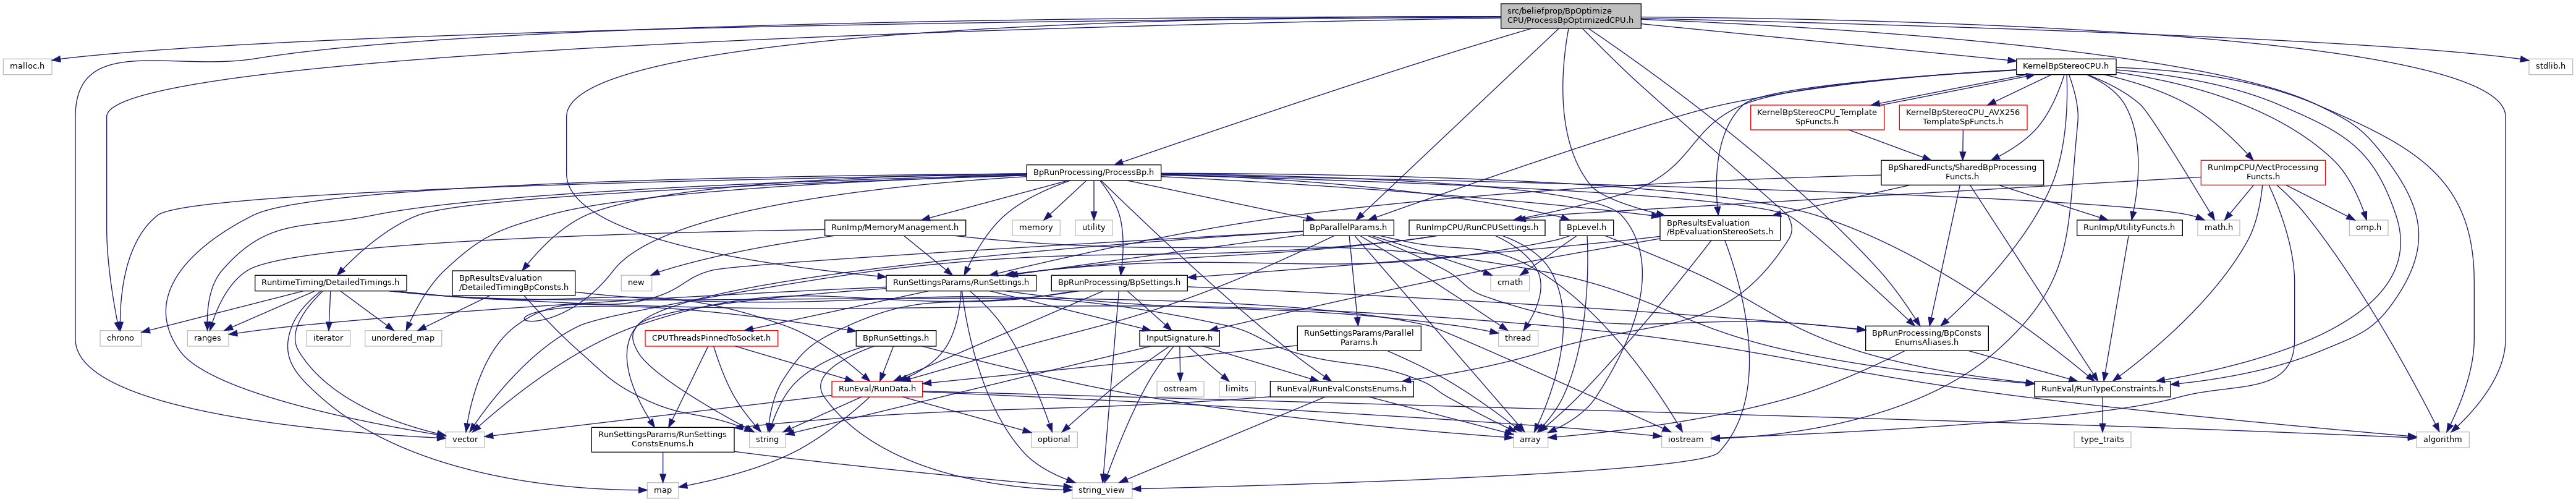 src/beliefprop/BpOptimize
CPU/ProcessBpOptimizedCPU.h
malloc.h
KernelBpStereoCPU.h
stdlib.h
KernelBpStereoCPU_Template
SpFuncts.h
KernelBpStereoCPU_AVX256
TemplateSpFuncts.h
BpRunProcessing/ProcessBp.h
BpSharedFuncts/SharedBpProcessing
Functs.h
RunImpCPU/VectProcessing
Functs.h
RunImp/MemoryManagement.h
memory
utility
BpParallelParams.h
RunImpCPU/RunCPUSettings.h
BpLevel.h
BpResultsEvaluation
/BpEvaluationStereoSets.h
RunImp/UtilityFuncts.h
math.h
omp.h
RuntimeTiming/DetailedTimings.h
BpResultsEvaluation
/DetailedTimingBpConsts.h
new
RunSettingsParams/RunSettings.h
BpRunProcessing/BpSettings.h
cmath
chrono
ranges
iterator
unordered_map
CPUThreadsPinnedToSocket.h
BpRunSettings.h
InputSignature.h
RunSettingsParams/Parallel
Params.h
thread
BpRunProcessing/BpConsts
EnumsAliases.h
RunEval/RunData.h
ostream
limits
RunEval/RunEvalConstsEnums.h
RunEval/RunTypeConstraints.h
vector
RunSettingsParams/RunSettings
ConstsEnums.h
string
optional
array
iostream
type_traits
algorithm
map
string_view